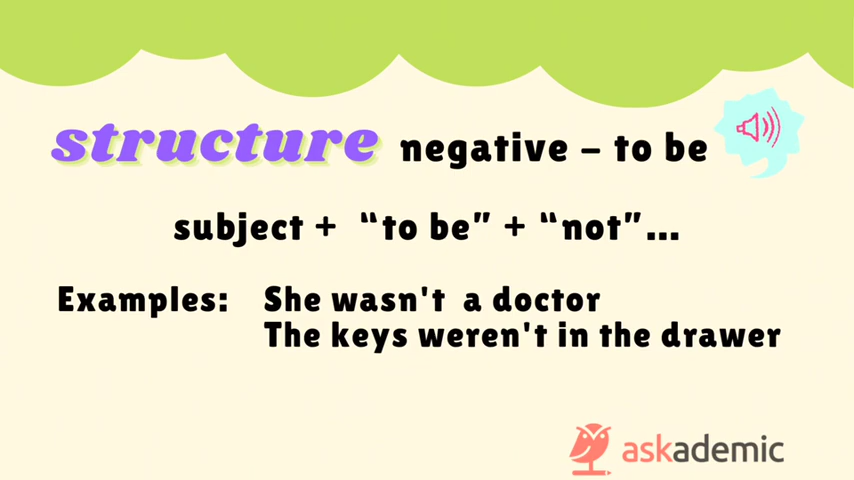 structure negative – to be
subject + “to be” + “not”...
Examples: She wasn't a doctor
The keys weren't in the drawer
askademic